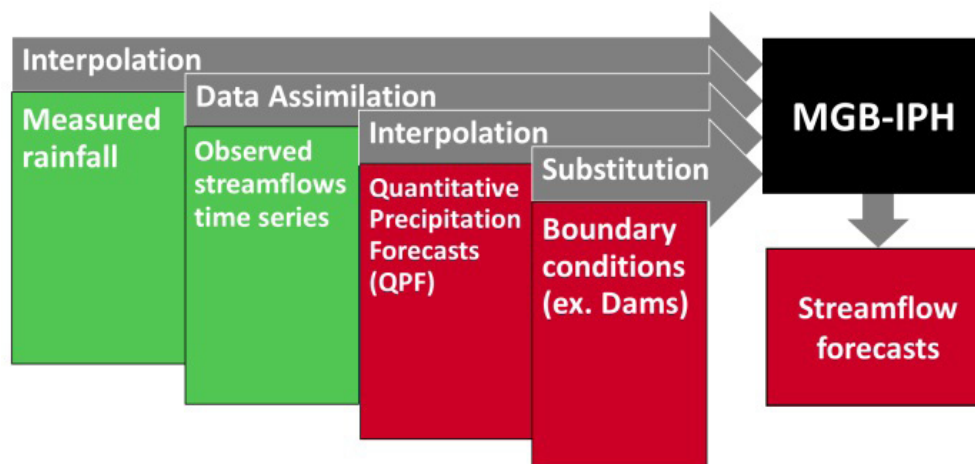 Interpolation
Measured
rainfall
Data Assimilation
Observed
streamflows
time series
Interpolation
Quantitative
Precipitation
Forecasts
(QPF)
Substitution
Boundary
conditions
(ex. Dams)
MGB-IPH
Streamflow
forecasts